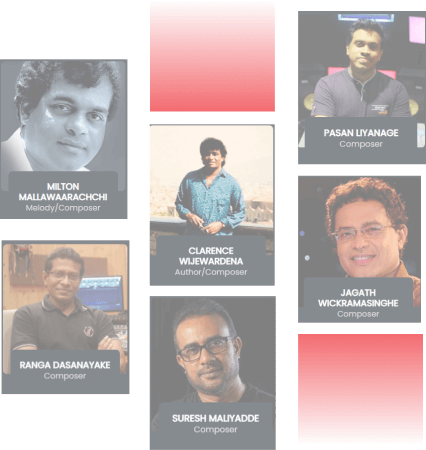 MILTON
MALLAWAARACHCHI
Melody/Composer
RANGA DASANAYAKE
Composer
CLARENCE
WIJEWARDENA
Author/Composer
SURESH MALIYADDE
Composer
PASAN LIYANAGE
Composer
JAGATH
WICKRAMASINGHE
Composer